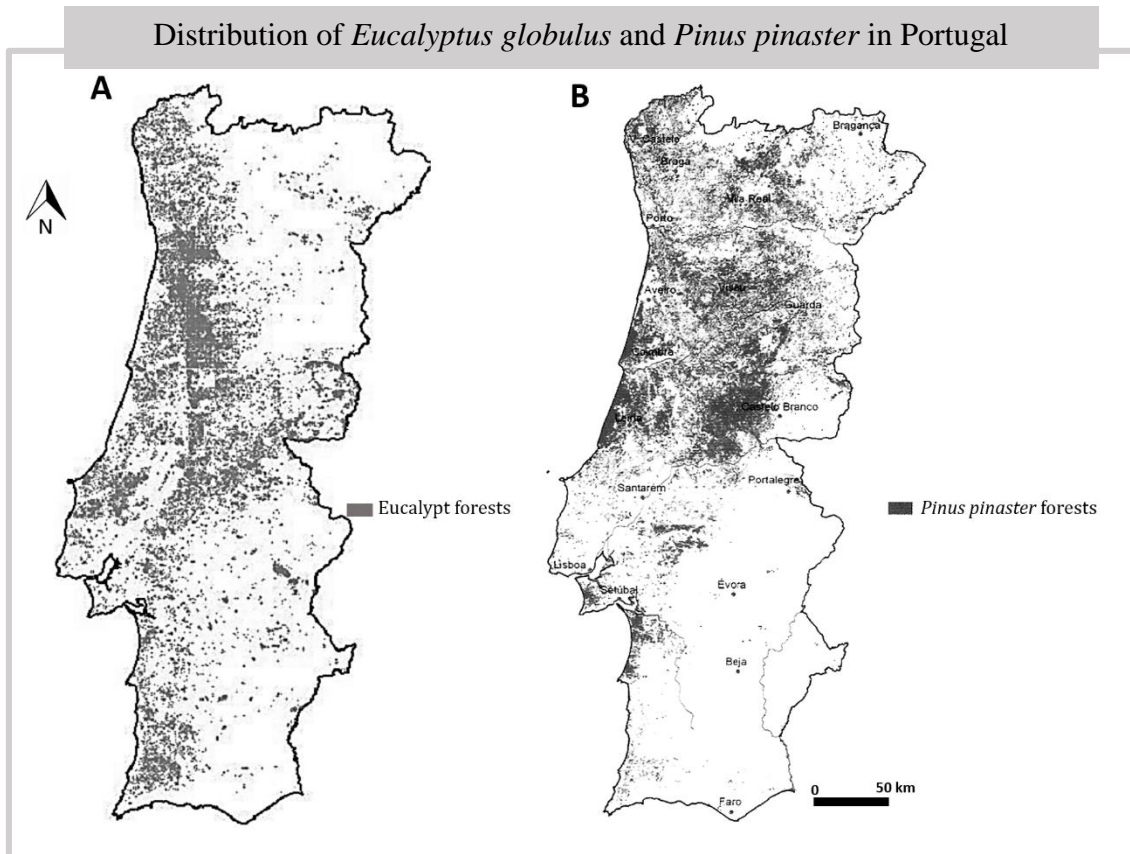 Distribution of Eucalyptus globulus and Pinus pinaster in Portugal
A
B
N
Bragança
V. Castelo
Braga
Vila Real
Porto
Aveiro
Viseu
Guarda
Coimbra
Castelo Branco
Leiria
Santarém
Portalegre
Eucalypt forests
Pinus pinaster forests
Lisboa
Setúbal
Évora
Beja
Faro
0 50 km